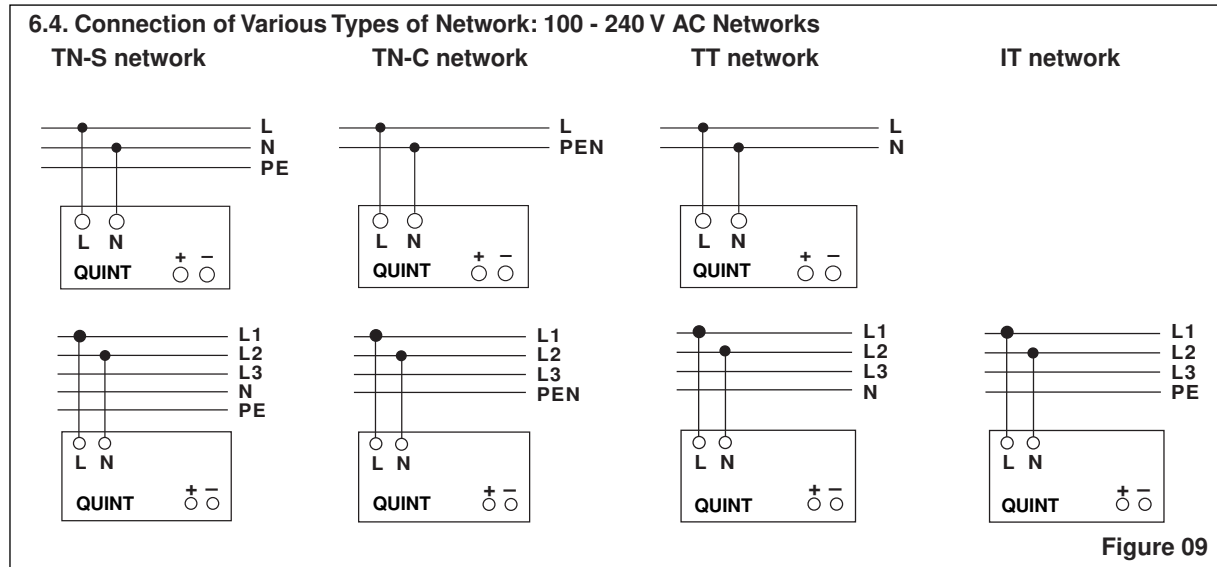 6.4. Connection of Various Types of Network: 100 - 240 V AC Networks
TN-S network TN-C network TT network IT network
L
N
PE
L N
+ –
QUINT
L
PEN
L N
+ –
QUINT
L
N
L N
+ –
QUINT
L1
L2
L3
N
PE
L N
+ –
QUINT
L1
L2
L3
PEN
L N
+ –
QUINT
L1
L2
L3
N
L N
+ –
QUINT
L1
L2
L3
PE
L N
+ –
QUINT
Figure 09